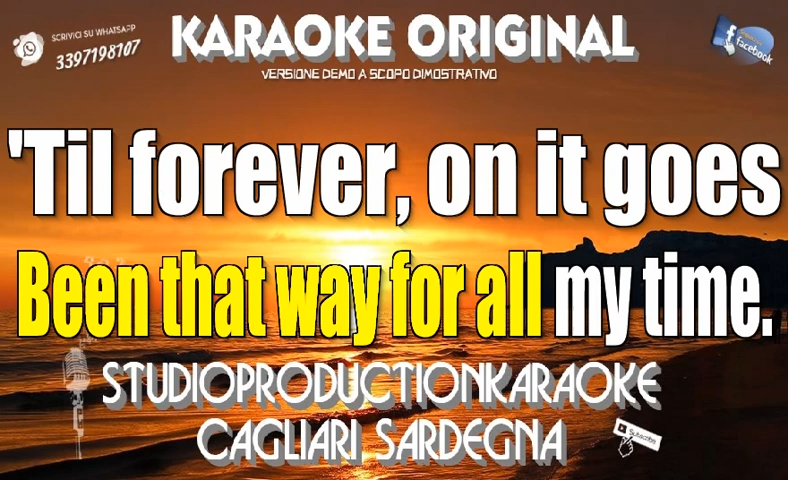 SCRIVICI SU WHATSAPP
3397198107
KARAOKE ORIGINAL
VERSIONE DEMO A SCOPO DIMOSTRATIVO
facebook
'Til forever, on it goes
Been that way for all my time.
STUDIOPRODUCTIONKARAOKE
CAGLIARI SARDEGNA
Subscribe